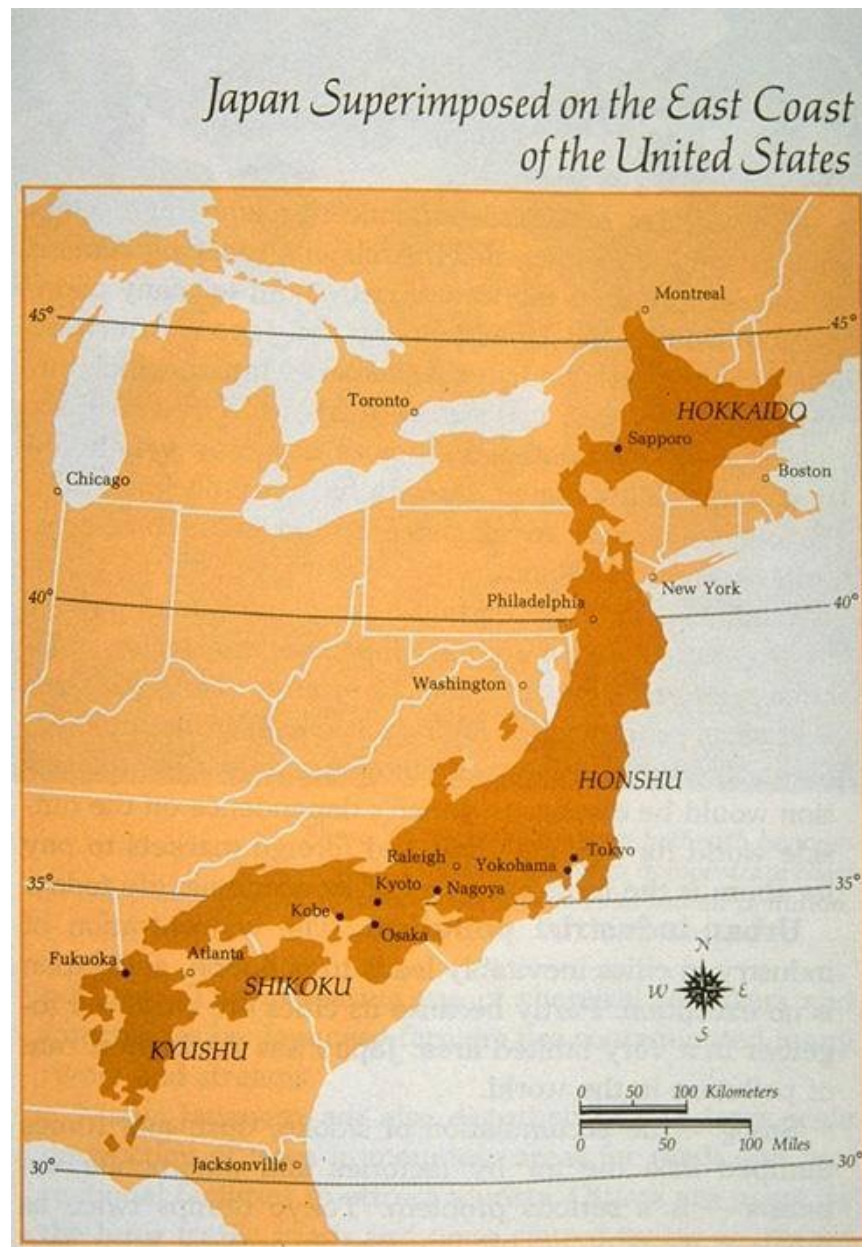 Japan Superimposed on the East Coast
of the United States
Montreal
45°
45°
Toronto
HOKKAIDO
Sapporo
Chicago
Boston
New York
40°
Philadelphia
40°
Washington
HONSHU
Raleigh
Yokohama
Tokyo
Kyoto
Nagoya
35°
35°
Kobe
Osaka
Fukuoka
Atlanta
SHIKOKU
N
W
E
S
KYUSHU
0 50 100 Kilometers
0 50 100 Miles
Jacksonville
30°
30°